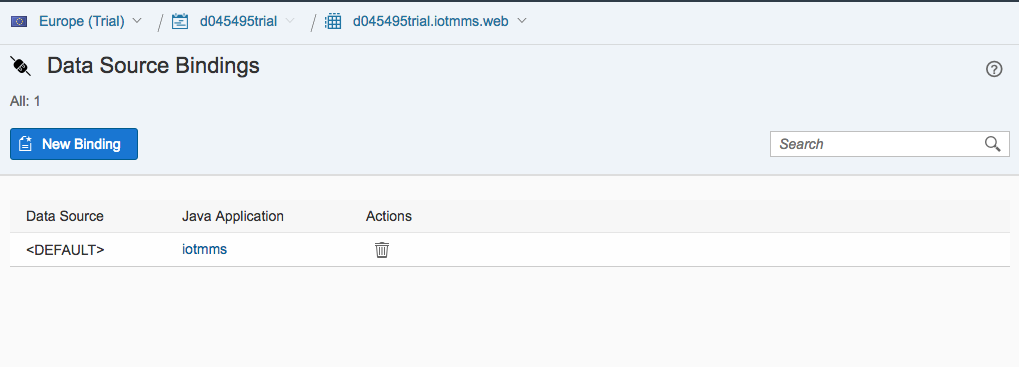 Europe (Trial) / d045495trial / d045495trial.iotmms.web
Data Source Bindings
All: 1
New Binding
Search
Data Source Java Application Actions
<DEFAULT> iotmms